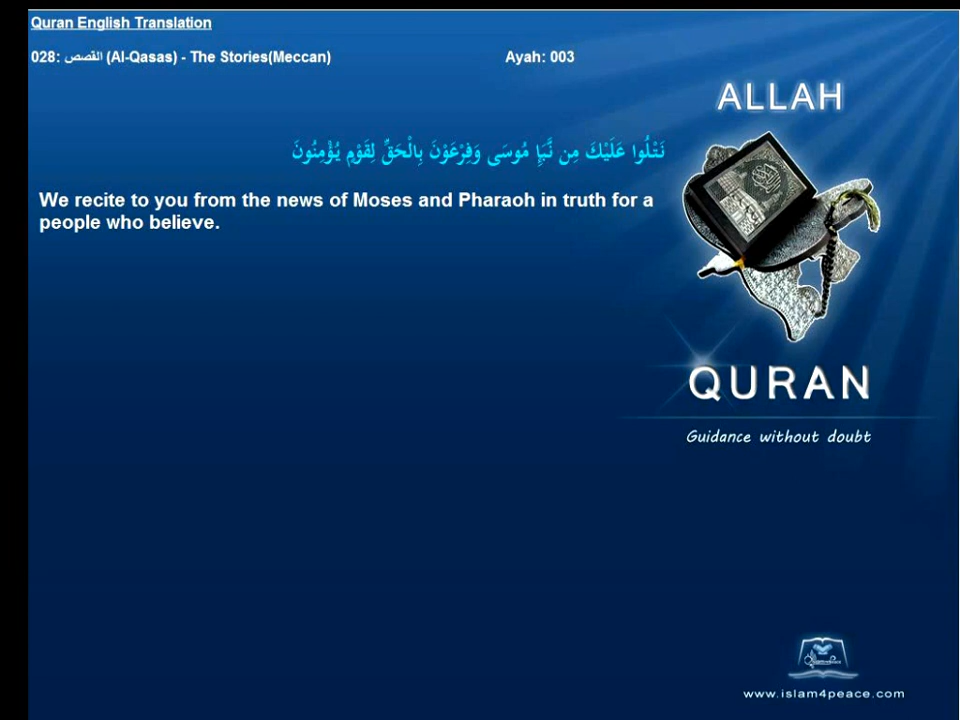 Quran English Translation
028: القصص (Al-Qasas) - The Stories(Meccan) Ayah: 003
ALLAH
نَتْلُوا عَلَيْكَ مِن نَّبَإِ مُوسَى وَفِرْعَوْنَ بِالْحَقِّ لِقَوْمٍ يُؤْمِنُونَ
We recite to you from the news of Moses and Pharaoh in truth for a
people who believe.
QURAN
Guidance without doubt
www.islam4peace.com